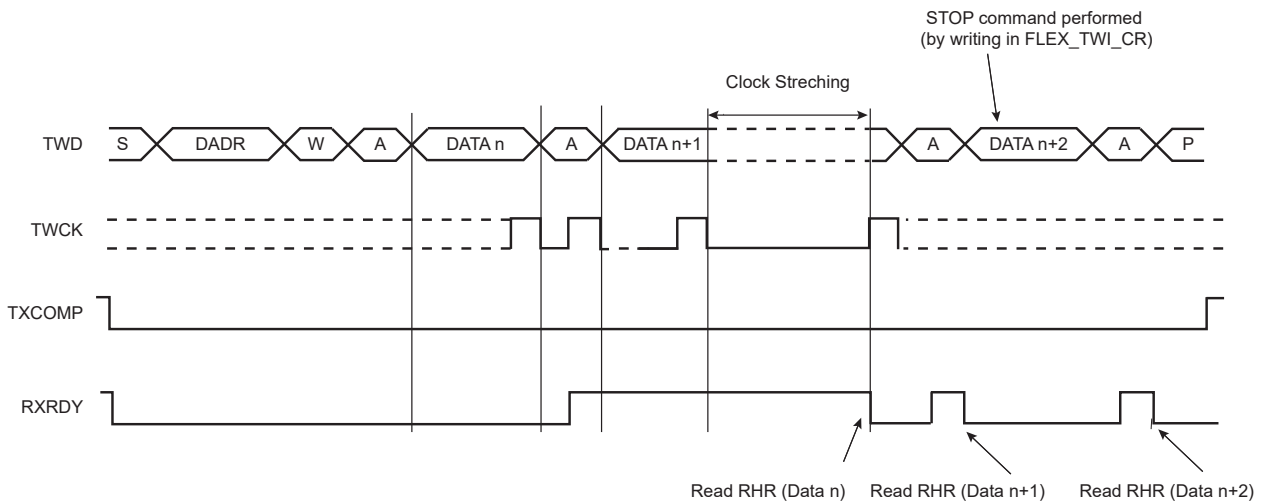 STOP command performed
(by writing in FLEX_TWI_CR)
Clock Streching
TWD S DADR W A DATA n A DATA n+1 A DATA n+2 A P
TWCK
TXCOMP
RXRDY
Read RHR (Data n) Read RHR (Data n+1) Read RHR (Data n+2)